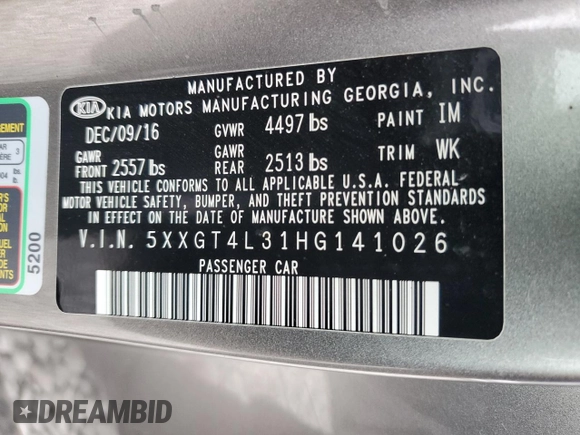 MANUFACTURED BY
KIA KIA MOTORS MANUFACTURING GEORGIA, INC.
DEC/09/16 GVWR 4497 lbs PAINT IM
GAWR FRONT 2557 lbs GAWR REAR 2513 lbs TRIM WK
THIS VEHICLE CONFORMS TO ALL APPLICABLE U.S.A. FEDERAL
MOTOR VEHICLE SAFETY, BUMPER, AND THEFT PREVENTION STANDARDS
IN EFFECT ON THE DATE OF MANUFACTURE SHOWN ABOVE.
V.I.N. 5XXGT4L31HG141026
PASSENGER CAR
5200
DREAMBID